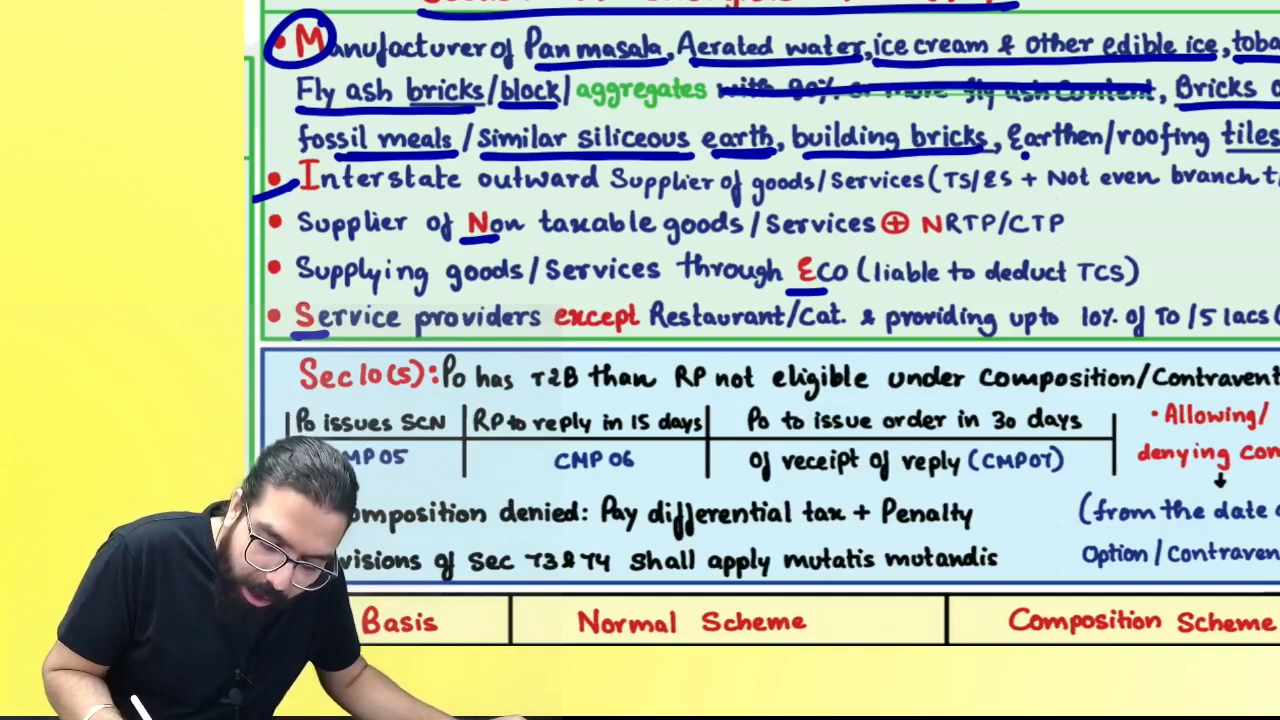 • Manufacturer of Pan masala, Aerated water, ice cream & other edible ice,
Fly ash bricks/block/aggregates with 90% or more fly ash content, Bricks
fossil meals / similar siliceous earth, building bricks, Earthen/roofing tiles
• Interstate outward Supplier of goods/Services (TS/ES + Not even branch
• Supplier of Non taxable goods/Services ⊕ NRTP/CTP
• Supplying goods/Services through ECO (liable to deduct TCS)
• Service providers except Restaurant/Cat. & providing upto 10% of TO/5 lacs
Sec 10(5): PO has R2B than RP not eligible under composition/Contravent
PO issues SCN RP to reply in 15 days PO to issue order in 30 days • Allowing/
MP 05 CMP 06 of receipt of reply (CMP07) denying com
omposition denied: Pay differential tax + Penalty (from the date
visions of Sec 73 & 74 shall apply mutatis mutandis Option / Contraven
Basis Normal Scheme Composition Scheme